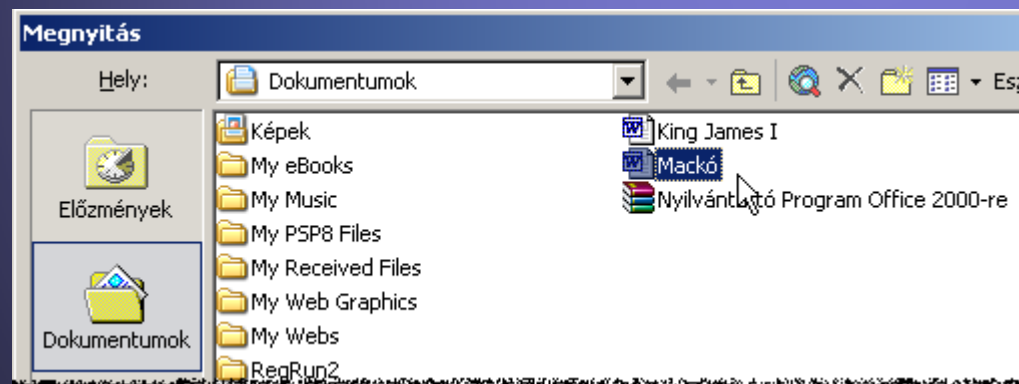 Megnyitás
Hely:
Dokumentumok
Előzmények
Dokumentumok
Képek
My eBooks
My Music
My PSP8 Files
My Received Files
My Web Graphics
My Webs
RegRun2
King James I
Mackó
Nyilvántartó Program Office 2000-re